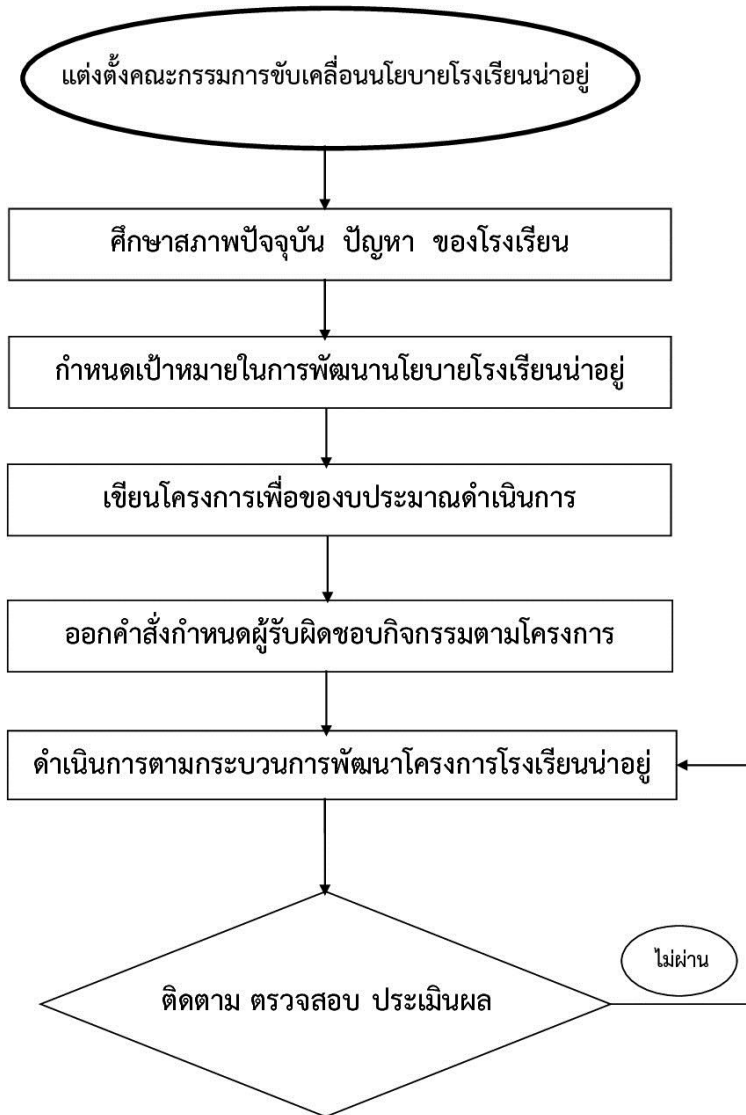 แต่งตั้งคณะกรรมการขับเคลื่อนนโยบายโรงเรียนน่าอยู่
ศึกษาสภาพปัจจุบัน ปัญหา ของโรงเรียน
กำหนดเป้าหมายในการพัฒนานโยบายโรงเรียนน่าอยู่
เขียนโครงการเพื่อของบประมาณดำเนินการ
ออกคำสั่งกำหนดผู้รับผิดชอบกิจกรรมตามโครงการ
ดำเนินการตามกระบวนการพัฒนาโครงการโรงเรียนน่าอยู่
ไม่ผ่าน
ติดตาม ตรวจสอบ ประเมินผล